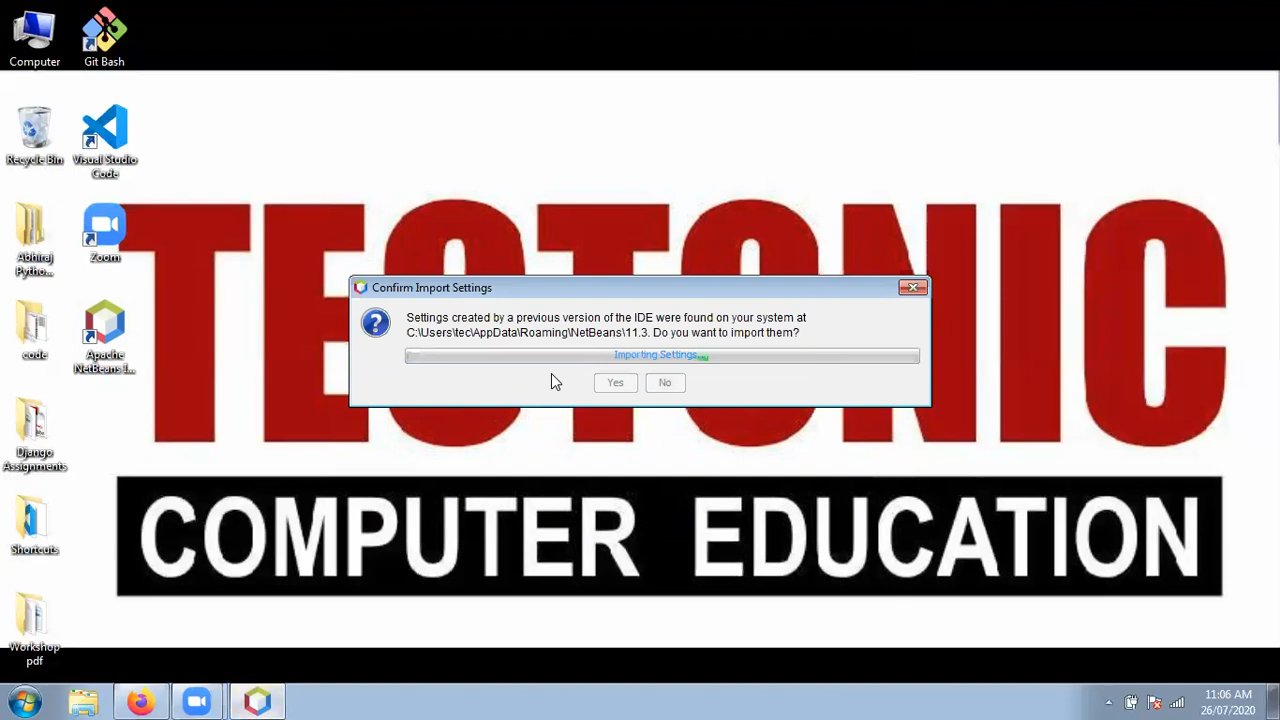 Computer
Git Bash
Recycle Bin
Visual Studio
Code
Abhiraj
Pytho...
Zoom
code
Apache
NetBeans I...
Django
Assignments
Shortcuts
Workshop
pdf
TECTONIC
COMPUTER EDUCATION
Confirm Import Settings
Settings created by a previous version of the IDE were found on your system at
C:\Users\tec\AppData\Roaming\NetBeans\11.3. Do you want to import them?
Importing Settings...
Yes
No
11:06 AM
26/07/2020